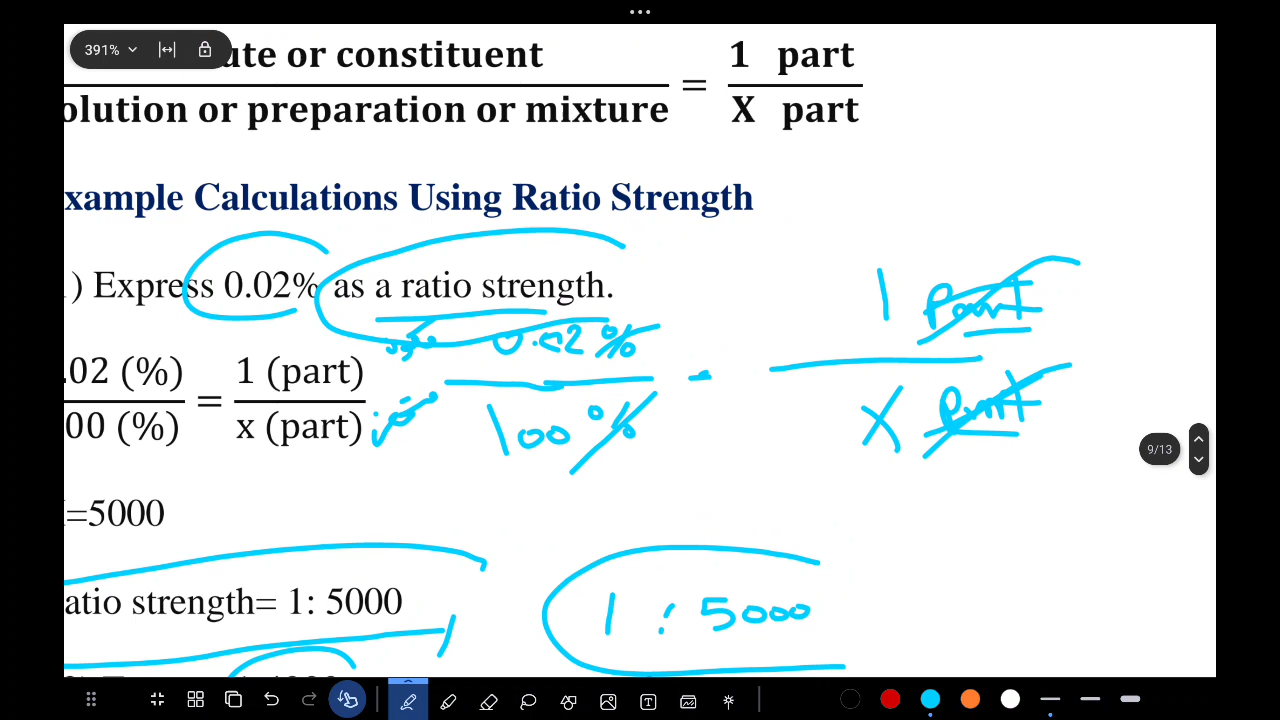 391%
ute or constituent
olution or preparation or mixture
=
1 part
X part
xample Calculations Using Ratio Strength
) Express 0.02% as a ratio strength.
.02 (%)
00 (%)
=
1 (part)
x (part)
0.02 %
100 %
-
1 part
X part
=5000
atio strength= 1: 5000
1 : 5000
9/13